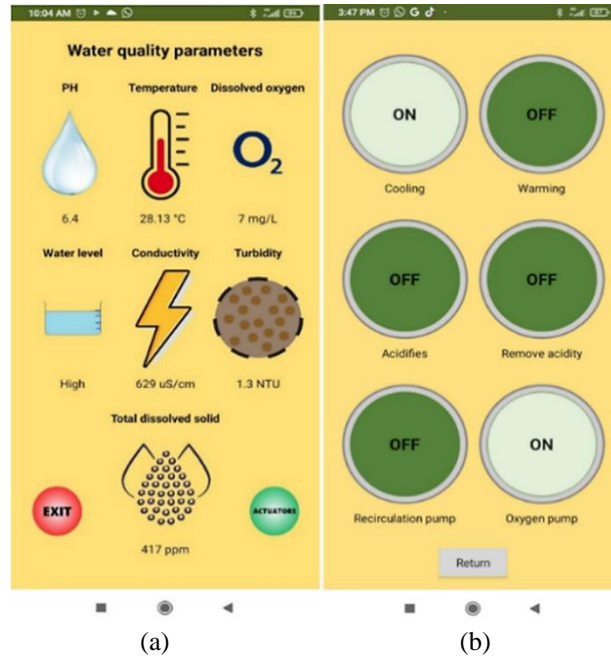 10:04 AM
Water quality parameters
PH Temperature Dissolved oxygen
O2
6.4 28.13 °C 7 mg/L
Water level Conductivity Turbidity
High 629 uS/cm 1.3 NTU
Total dissolved solid
EXIT ACTUATORS
417 ppm
(a)
3:47 PM G
ON OFF
Cooling Warming
OFF OFF
Acidifies Remove acidity
OFF ON
Recirculation pump Oxygen pump
Return
(b)